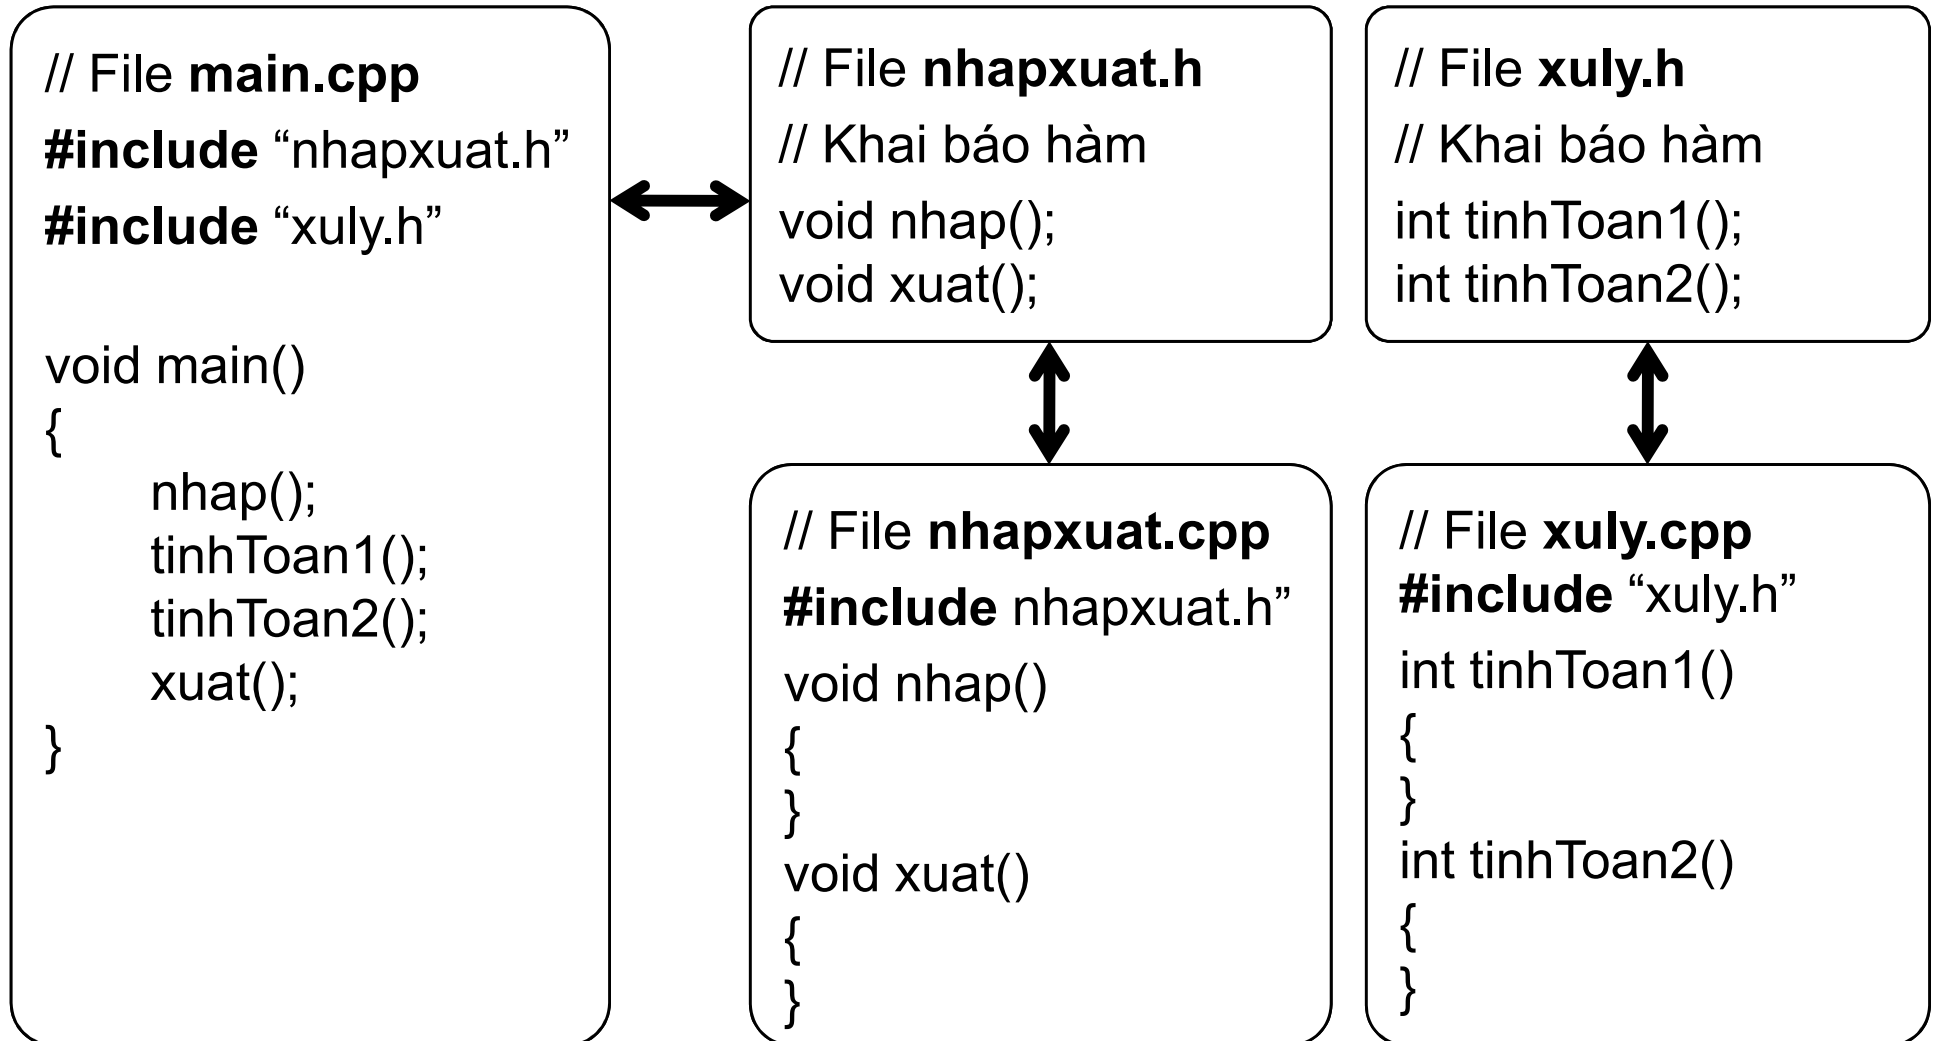 // File main.cpp
#include “nhapxuat.h”
#include “xuly.h”
void main()
{
nhap();
tinhToan1();
tinhToan2();
xuat();
}
// File nhapxuat.h
// Khai báo hàm
void nhap();
void xuat();
// File xuly.h
// Khai báo hàm
int tinhToan1();
int tinhToan2();
// File nhapxuat.cpp
#include nhapxuat.h”
void nhap()
{
}
void xuat()
{
}
// File xuly.cpp
#include “xuly.h”
int tinhToan1()
{
}
int tinhToan2()
{
}